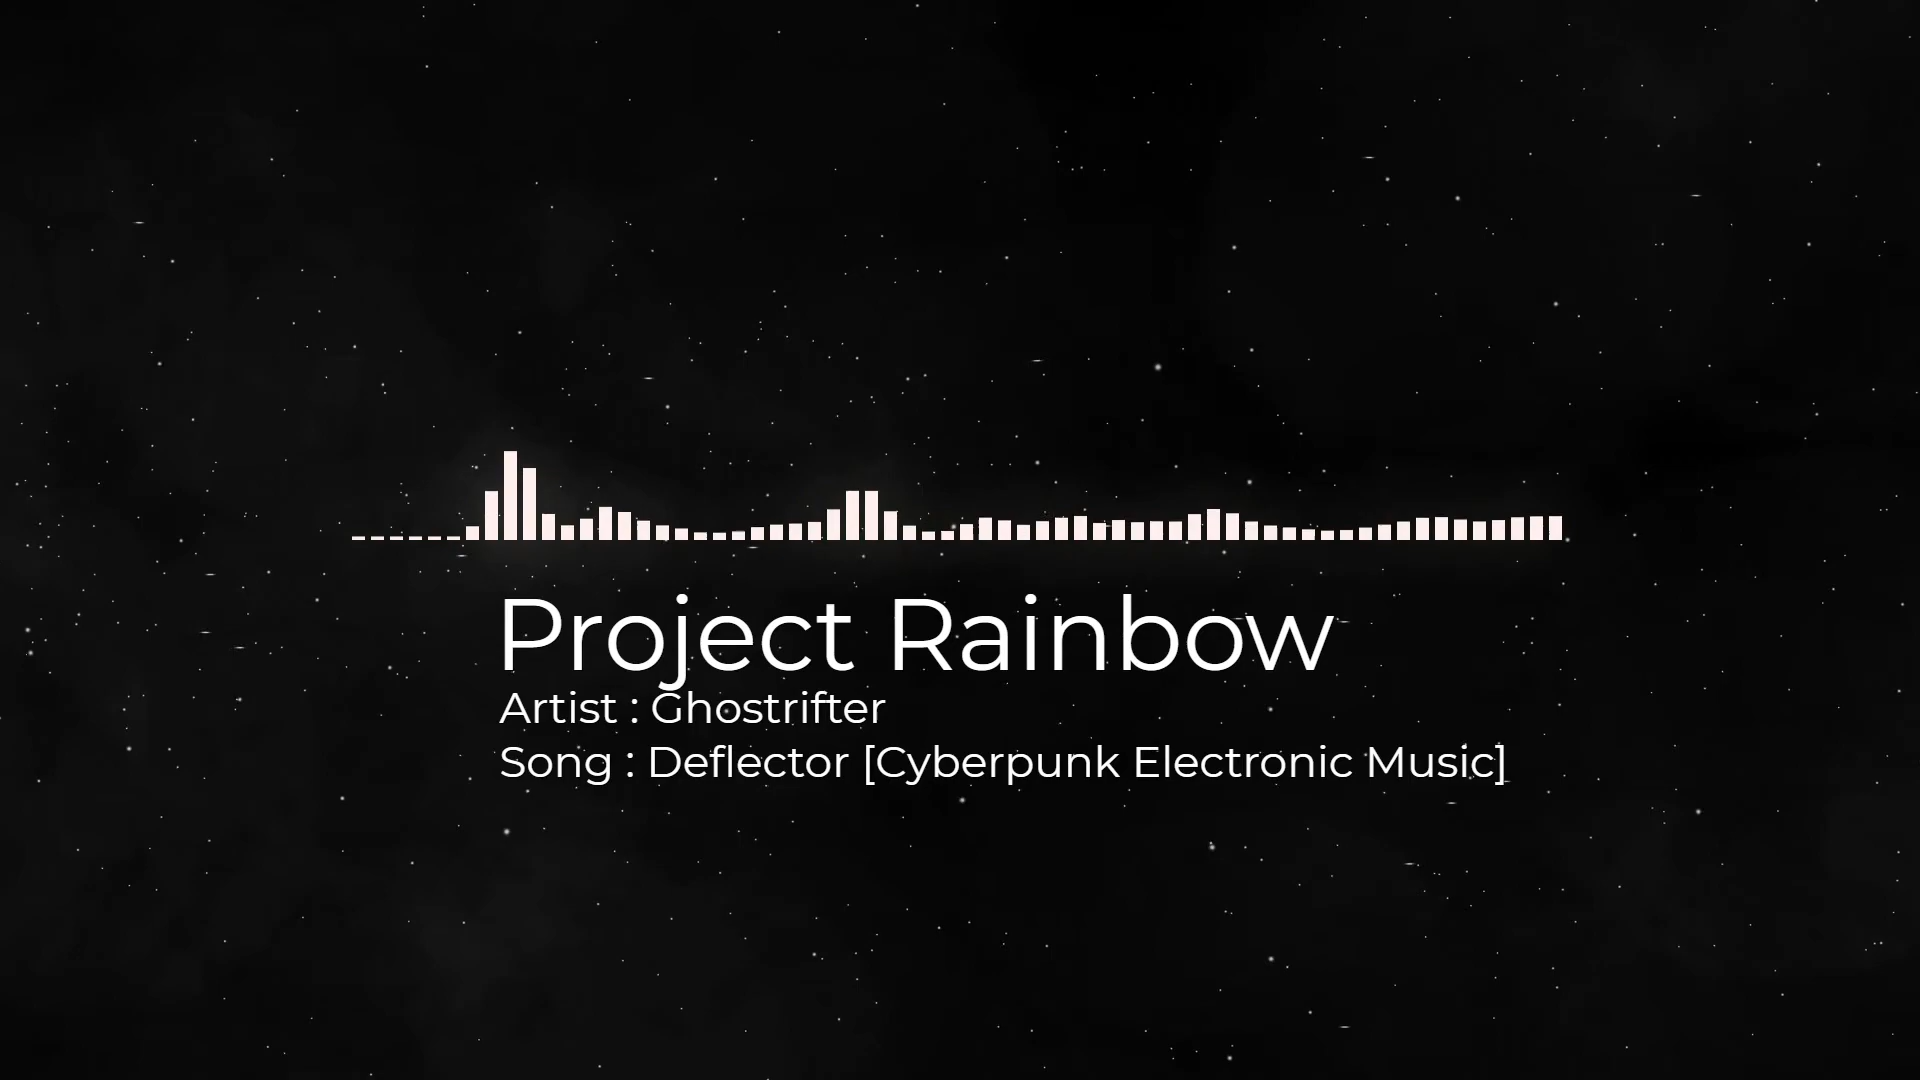 Project Rainbow
Artist : Ghostrifter
Song : Deflector [Cyberpunk Electronic Music]